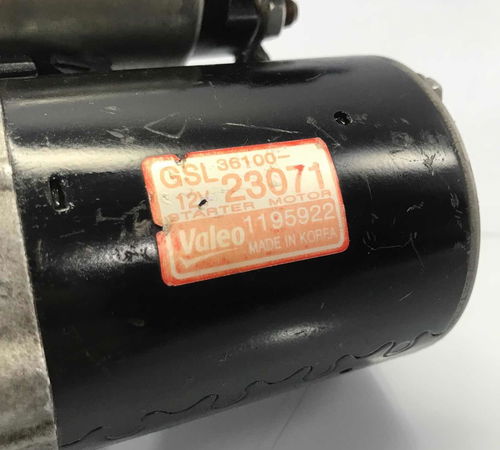 GSL 36100-
12V 23071
STARTER MOTOR
Valeo 1195922
MADE IN KOREA